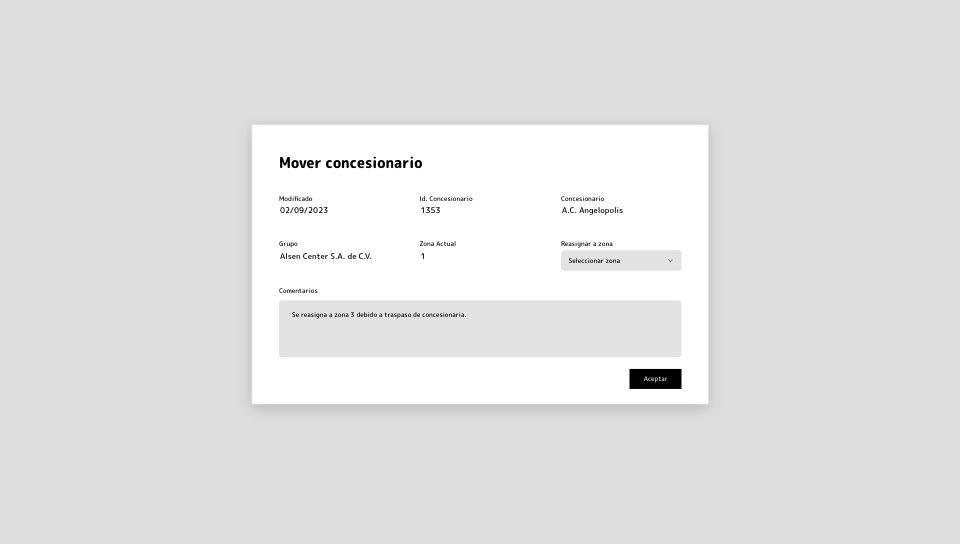 Mover concesionario
Modificado
Id. Concesionario
Concesionario
02/09/2023
1353
A.C. Angelopolis
Grupo
Zona Actual
Reasignar a zona
Alsen Center S.A. de C.V.
1
Seleccionar zona
Comentarios
Se reasigna a zona 3 debido a traspaso de concesionaria.
Aceptar